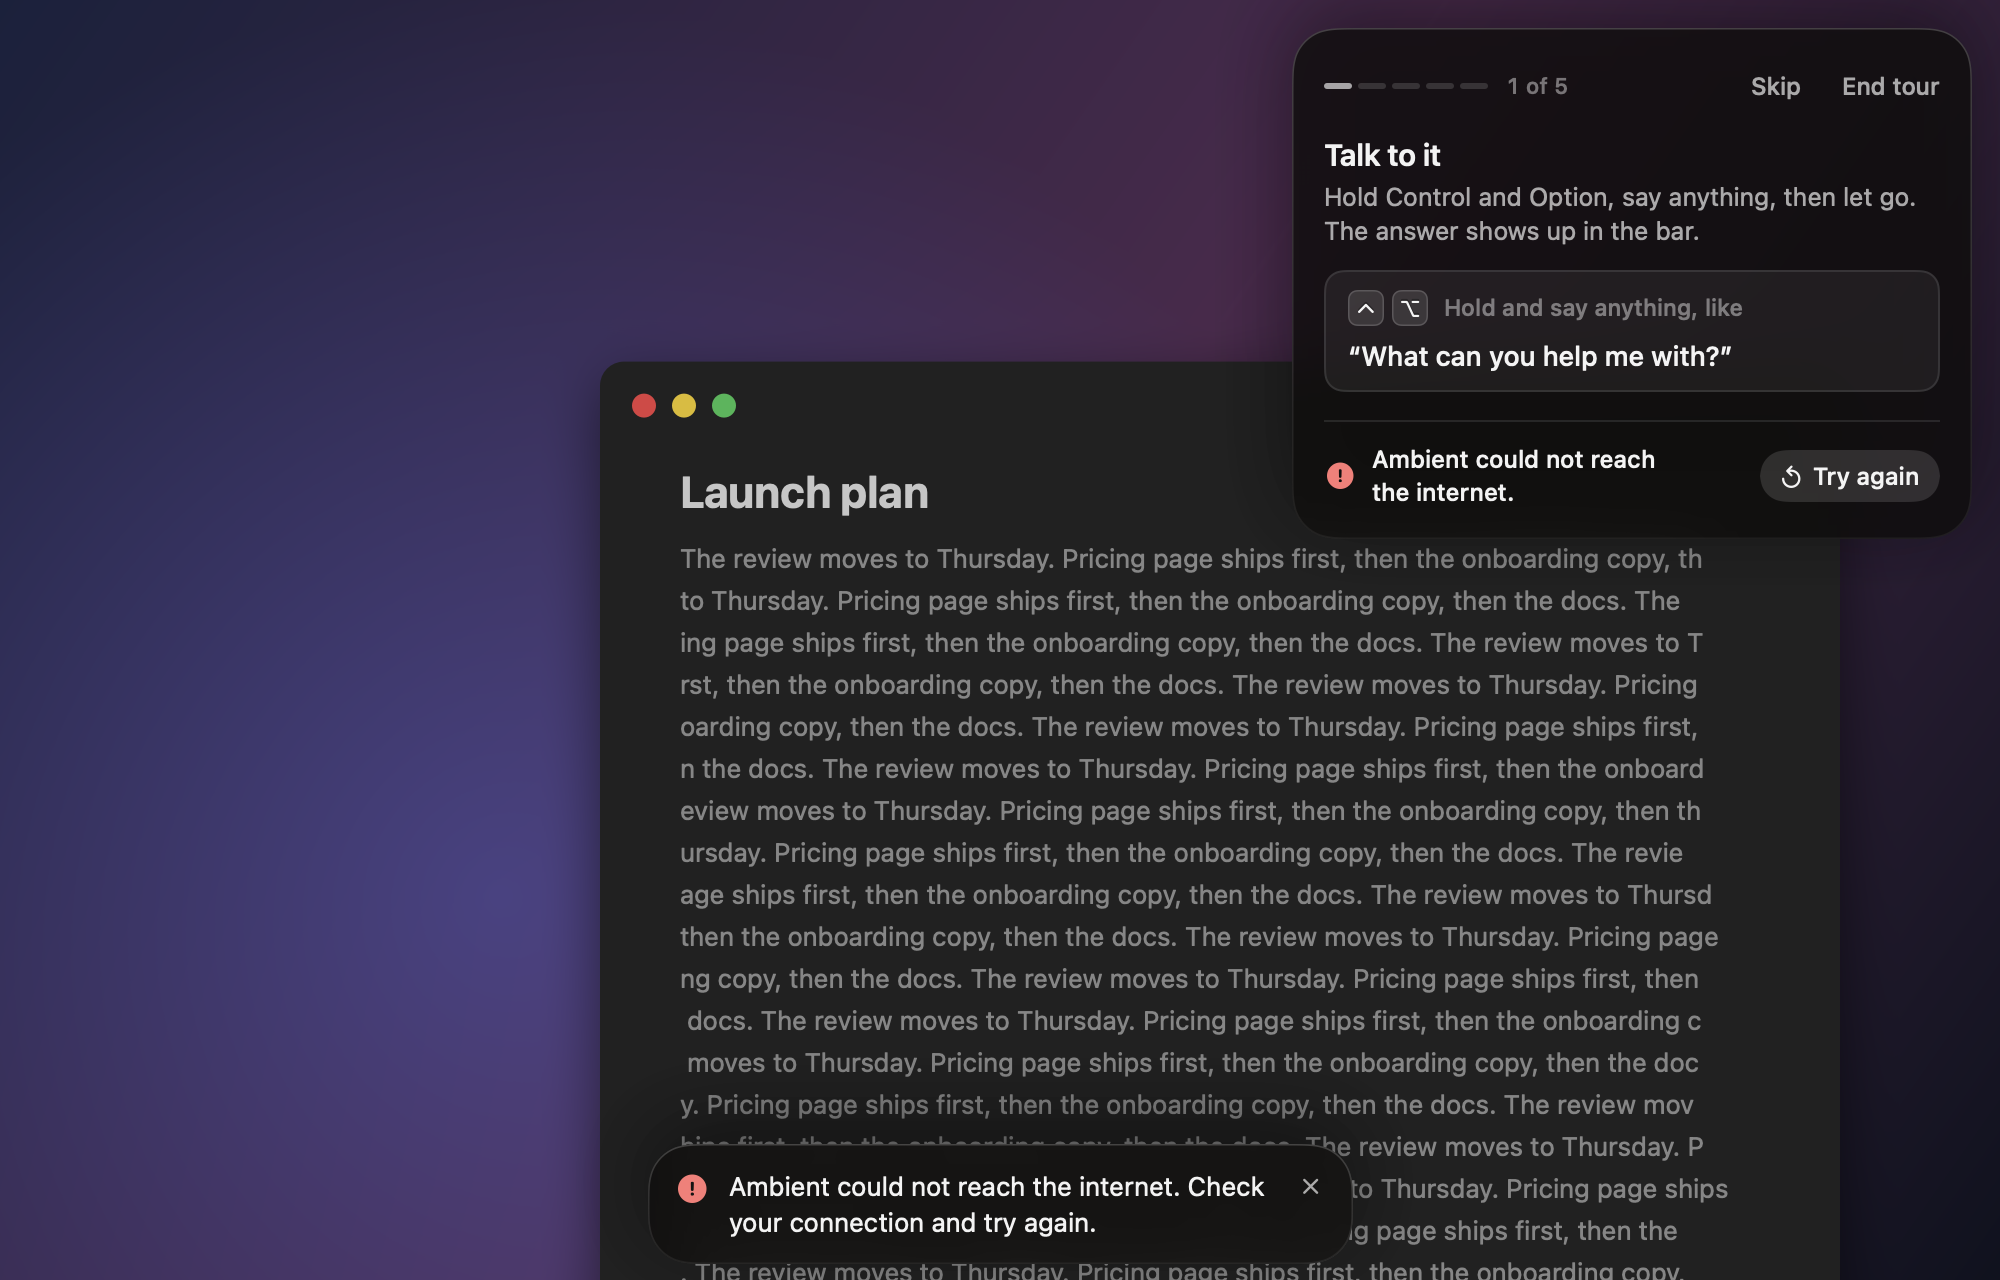 1 of 5
Skip
End tour
Talk to it
Hold Control and Option, say anything, then let go.
The answer shows up in the bar.
Hold and say anything, like
“What can you help me with?”
Ambient could not reach
the internet.
Try again
Launch plan
The review moves to Thursday. Pricing page ships first, then the onboarding copy, th
to Thursday. Pricing page ships first, then the onboarding copy, then the docs. The
ing page ships first, then the onboarding copy, then the docs. The review moves to T
rst, then the onboarding copy, then the docs. The review moves to Thursday. Pricing
oarding copy, then the docs. The review moves to Thursday. Pricing page ships first,
n the docs. The review moves to Thursday. Pricing page ships first, then the onboard
eview moves to Thursday. Pricing page ships first, then the onboarding copy, then th
ursday. Pricing page ships first, then the onboarding copy, then the docs. The revie
age ships first, then the onboarding copy, then the docs. The review moves to Thursd
then the onboarding copy, then the docs. The review moves to Thursday. Pricing page
ng copy, then the docs. The review moves to Thursday. Pricing page ships first, then
docs. The review moves to Thursday. Pricing page ships first, then the onboarding c
moves to Thursday. Pricing page ships first, then the onboarding copy, then the doc
y. Pricing page ships first, then the onboarding copy, then the docs. The review mov
first, then the onboarding copy, then the docs. The review moves to Thursday. P
to Thursday. Pricing page ships
page ships first, then the
. The review moves to Thursday. Pricing page ships first, then the onboarding copy,
Ambient could not reach the internet. Check
your connection and try again.